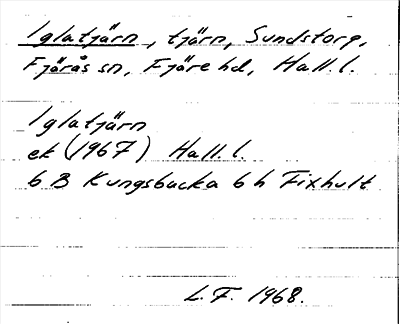 Iglatjärn, tjärn, Sundstorp,
Fjärås sn, Fjäre hd, Hall. l.
Iglatjärn
ek (1967) Hall. l.
6 B Kungsbacka 6 h Fixhult
L. F. 1968.